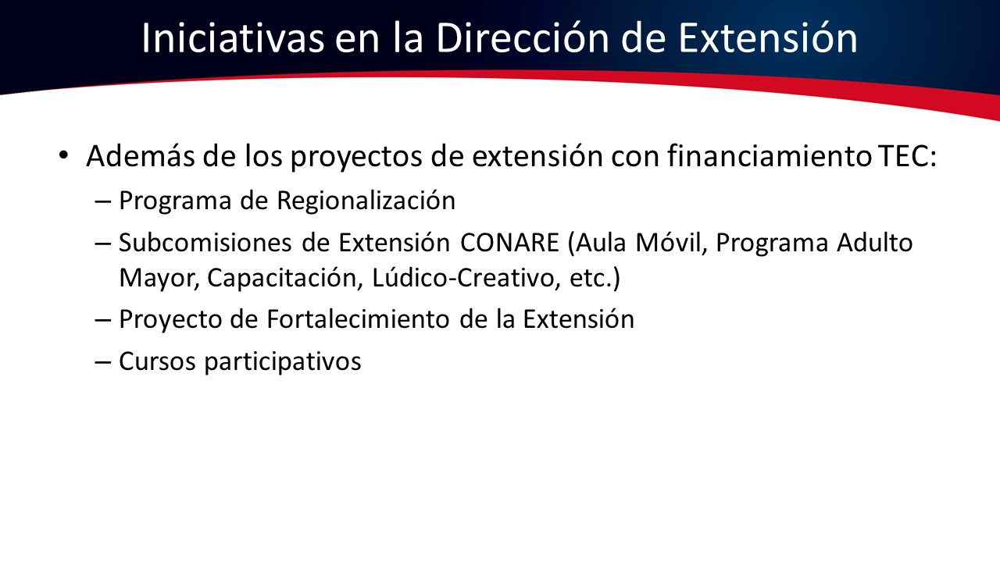 Iniciativas en la Dirección de Extensión
• Además de los proyectos de extensión con financiamiento TEC:
– Programa de Regionalización
– Subcomisiones de Extensión CONARE (Aula Móvil, Programa Adulto
Mayor, Capacitación, Lúdico-Creativo, etc.)
– Proyecto de Fortalecimiento de la Extensión
– Cursos participativos